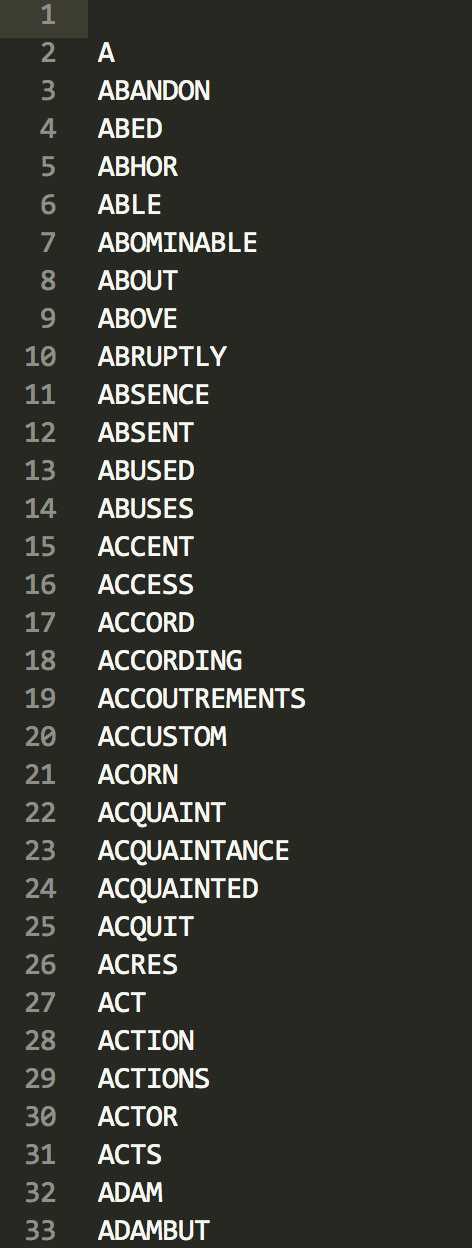 1
2 A
3 ABANDON
4 ABED
5 ABHOR
6 ABLE
7 ABOMINABLE
8 ABOUT
9 ABOVE
10 ABRUPTLY
11 ABSENCE
12 ABSENT
13 ABUSED
14 ABUSES
15 ACCENT
16 ACCESS
17 ACCORD
18 ACCORDING
19 ACCOUTREMENTS
20 ACCUSTOM
21 ACORN
22 ACQUAINT
23 ACQUAINTANCE
24 ACQUAINTED
25 ACQUIT
26 ACRES
27 ACT
28 ACTION
29 ACTIONS
30 ACTOR
31 ACTS
32 ADAM
33 ADAMBUT